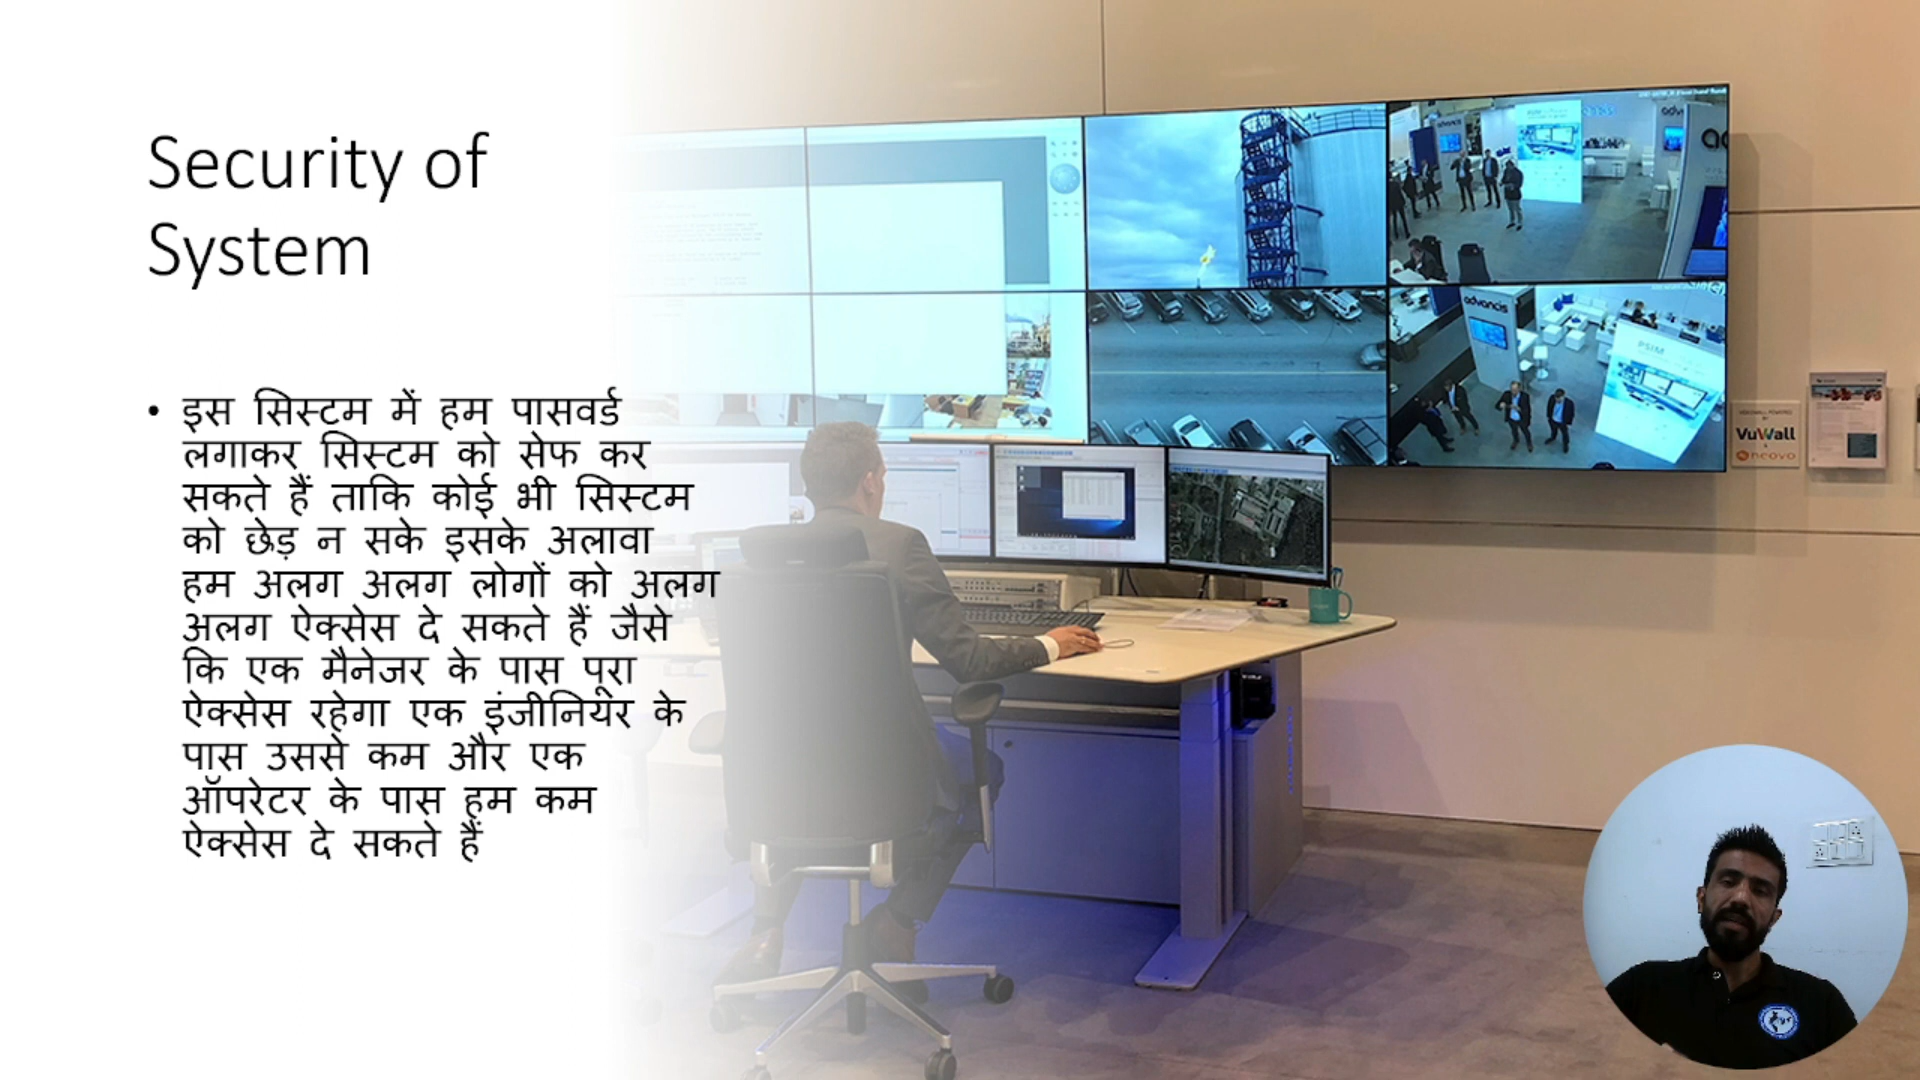 Security of
System
• इस सिस्टम में हम पासवर्ड
लगाकर सिस्टम को सेफ कर
सकते हैं ताकि कोई भी सिस्टम
को छेड़ न सके इसके अलावा
हम अलग अलग लोगों को अलग
अलग ऐक्सेस दे सकते हैं जैसे
कि एक मैनेजर के पास पूरा
ऐक्सेस रहेगा एक इंजीनियर के
पास उससे कम और एक
ऑपरेटर के पास हम कम
ऐक्सेस दे सकते हैं
advancis
PSIM
VuWall
neovo